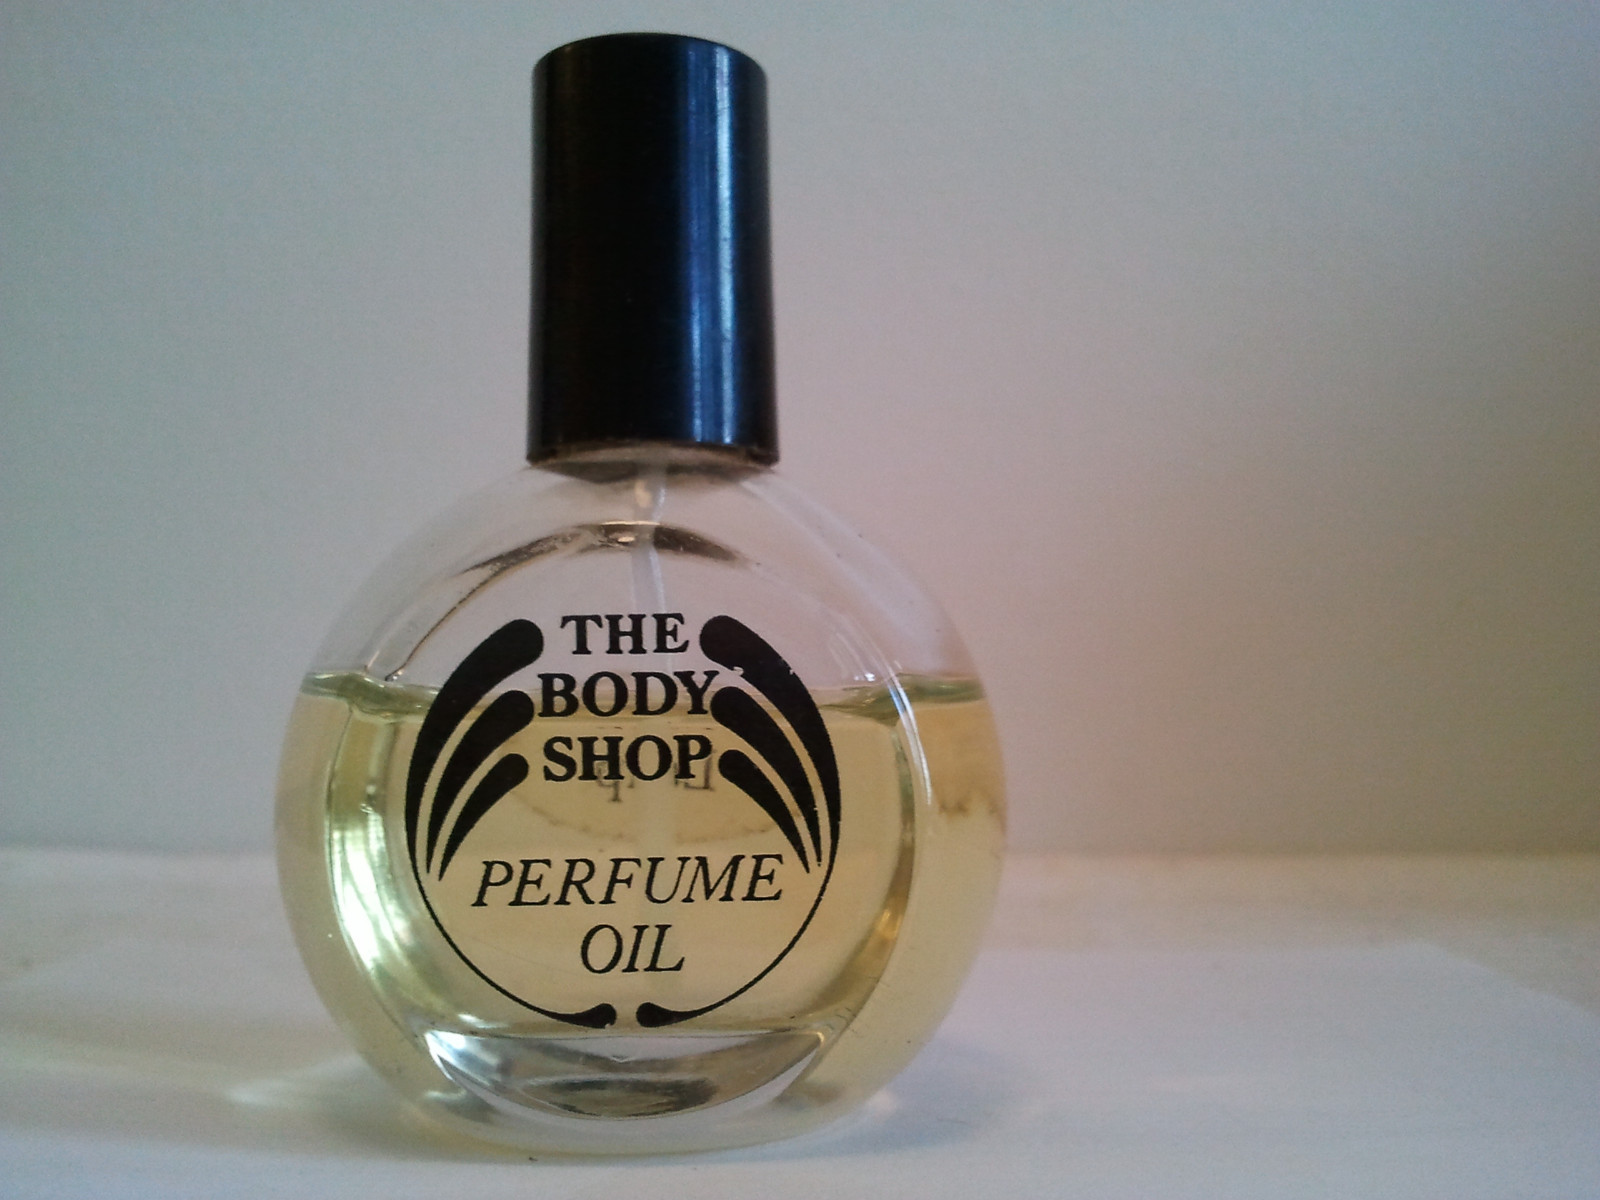 THE
BODY
SHOP
PERFUME
OIL